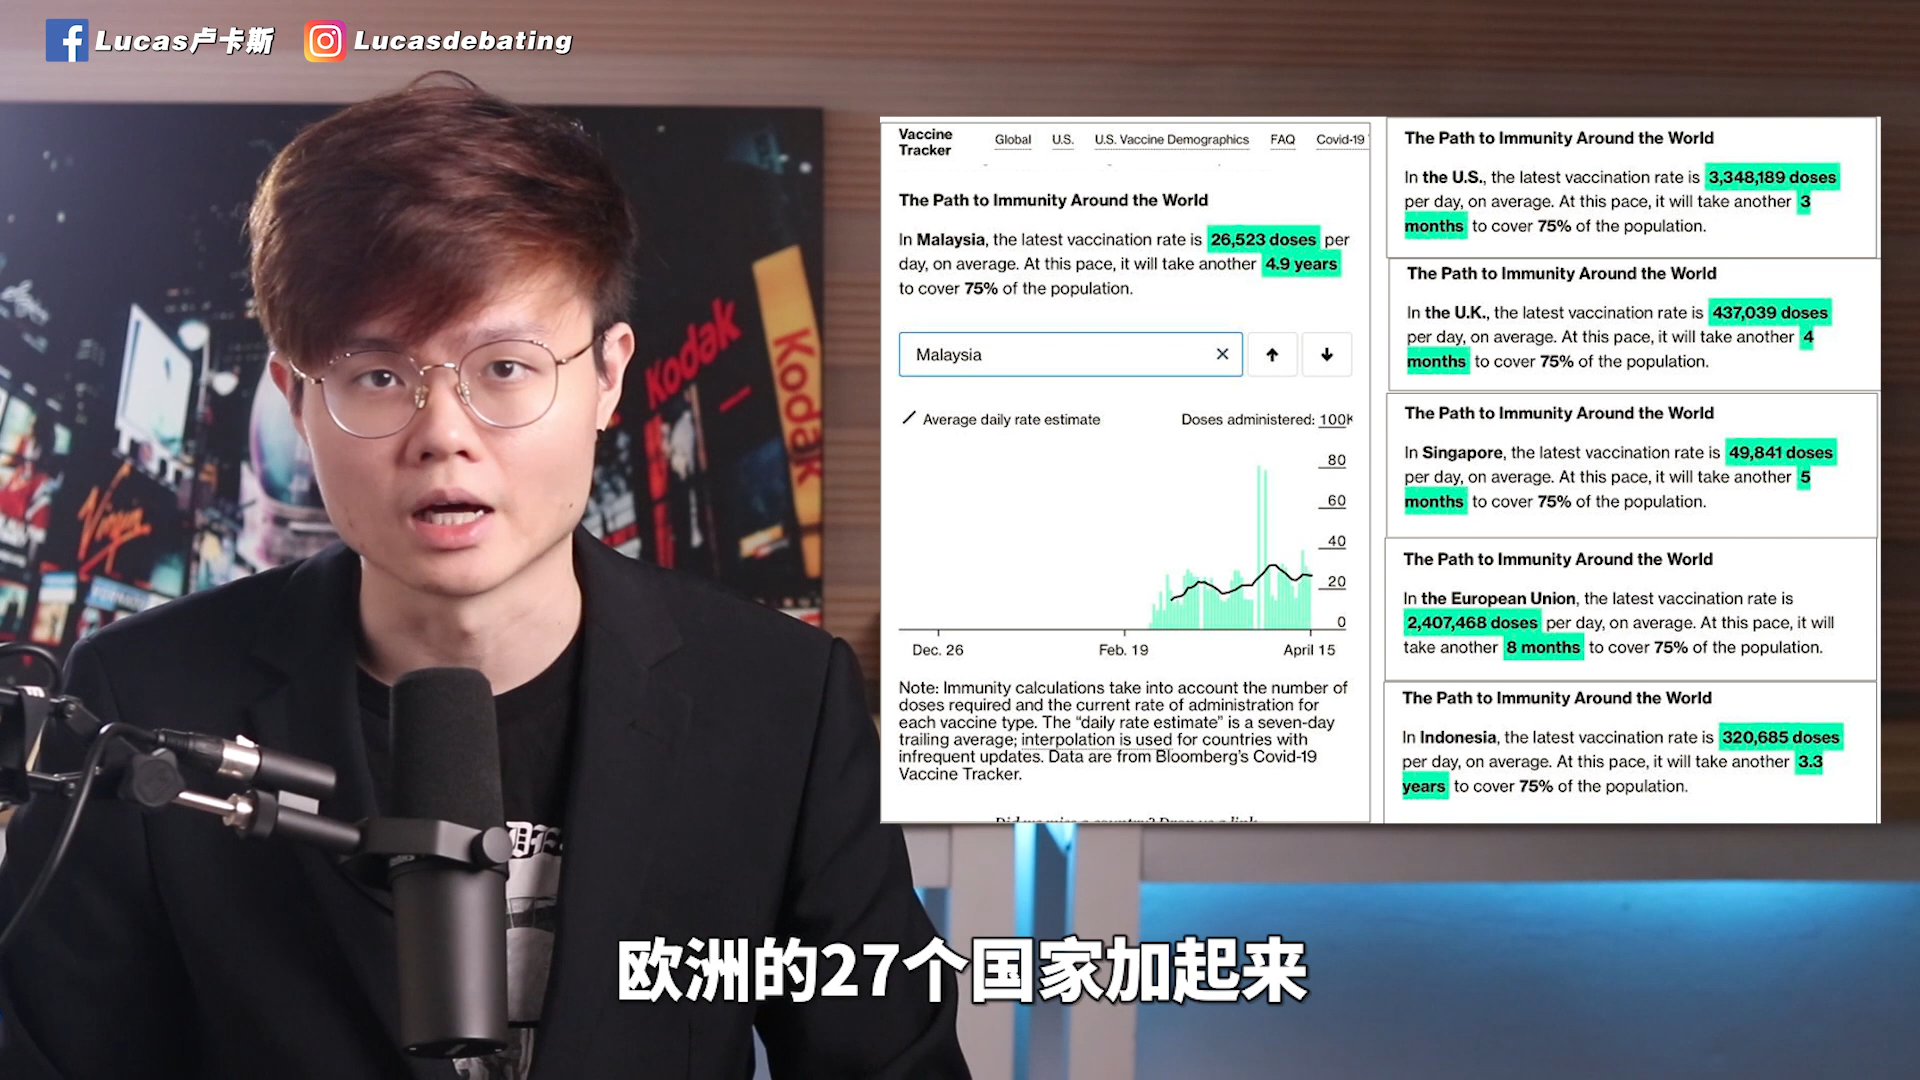 Lucas卢卡斯
Lucasdebating
Kodak
Kodak
Virgin
Vaccine
Tracker
Global U.S. U.S. Vaccine Demographics FAQ Covid-19
The Path to Immunity Around the World
In Malaysia, the latest vaccination rate is 26,523 doses per
day, on average. At this pace, it will take another 4.9 years
to cover 75% of the population.
Malaysia
Average daily rate estimate
Doses administered: 100K
80
60
40
20
0
Dec. 26 Feb. 19 April 15
Note: Immunity calculations take into account the number of
doses required and the current rate of administration for
each vaccine type. The “daily rate estimate” is a seven-day
trailing average; interpolation is used for countries with
infrequent updates. Data are from Bloomberg’s Covid-19
Vaccine Tracker.
The Path to Immunity Around the World
In the U.S., the latest vaccination rate is 3,348,189 doses
per day, on average. At this pace, it will take another 3
months to cover 75% of the population.
The Path to Immunity Around the World
In the U.K., the latest vaccination rate is 437,039 doses
per day, on average. At this pace, it will take another 4
months to cover 75% of the population.
The Path to Immunity Around the World
In Singapore, the latest vaccination rate is 49,841 doses
per day, on average. At this pace, it will take another 5
months to cover 75% of the population.
The Path to Immunity Around the World
In the European Union, the latest vaccination rate is
2,407,468 doses per day, on average. At this pace, it will
take another 8 months to cover 75% of the population.
The Path to Immunity Around the World
In Indonesia, the latest vaccination rate is 320,685 doses
per day, on average. At this pace, it will take another 3.3
years to cover 75% of the population.
欧洲的27个国家加起来